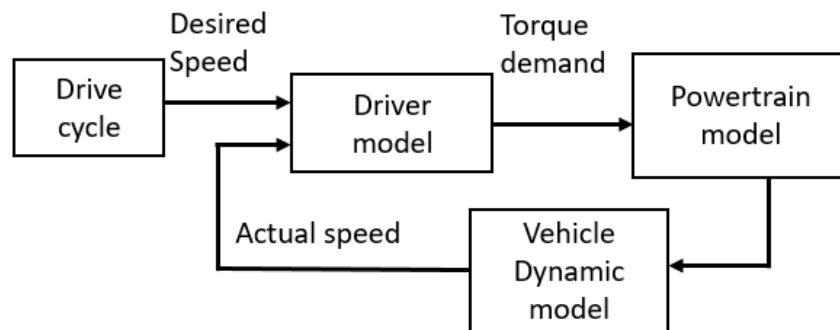 Desired
Speed
Torque
demand
Drive
cycle
Driver
model
Powertrain
model
Actual speed
Vehicle
Dynamic
model